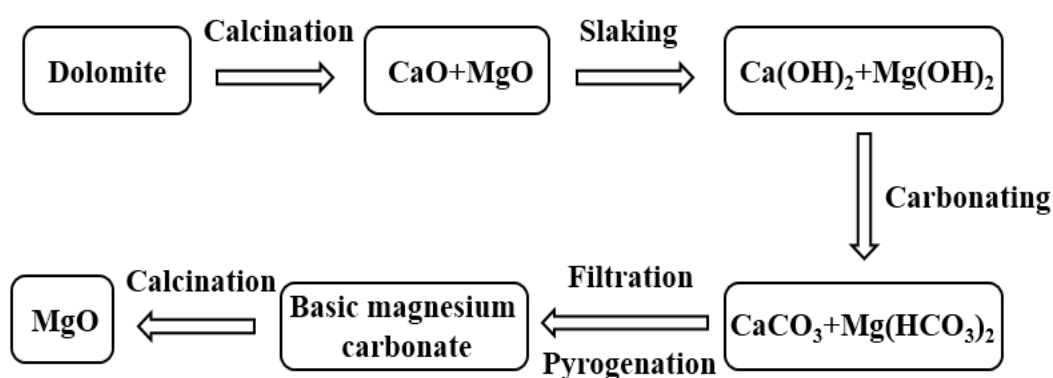 Calcination
Slaking
Dolomite
CaO+MgO
Ca(OH)₂+Mg(OH)₂
Carbonating
Filtration
Calcination
MgO
Basic magnesium
carbonate
CaCO₃+Mg(HCO₃)₂
Pyrogenation